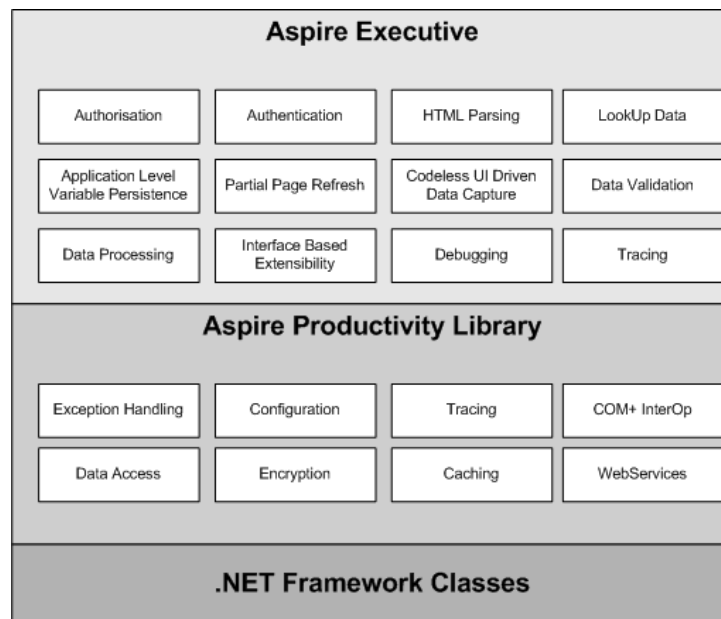 Aspire Executive
Authorisation
Authentication
HTML Parsing
LookUp Data
Application Level
Variable Persistence
Partial Page Refresh
Codeless UI Driven
Data Capture
Data Validation
Data Processing
Interface Based
Extensibility
Debugging
Tracing
Aspire Productivity Library
Exception Handling
Configuration
Tracing
COM+ InterOp
Data Access
Encryption
Caching
WebServices
.NET Framework Classes